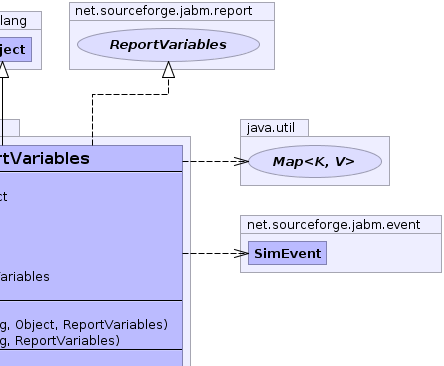 net.sourceforge.jabm.report
lang
ReportVariables
ject
java.util
rtVariables
Map<K, V>
ct
net.sourceforge.jabm.event
SimEvent
Variables
g, Object, ReportVariables)
g, ReportVariables)